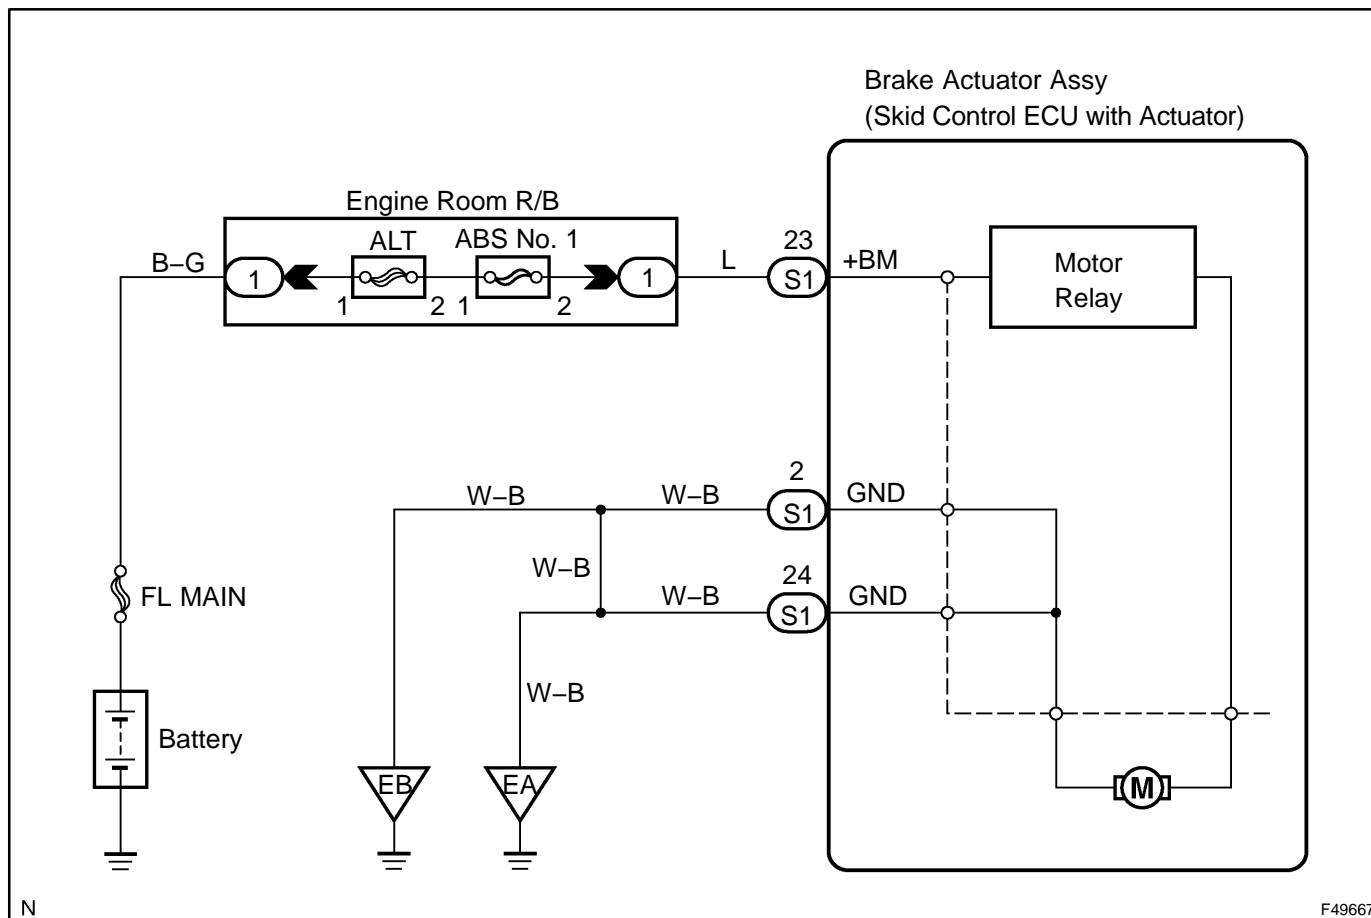 Brake Actuator Assy
(Skid Control ECU with Actuator)
Engine Room R/B
ALT
ABS No. 1
B–G
1
1
2
1
2
1
L
23
S1
+BM
Motor
Relay
2
W–B
W–B
S1
GND
W–B
24
W–B
S1
GND
FL MAIN
W–B
Battery
EB
EA
M
N
F49667